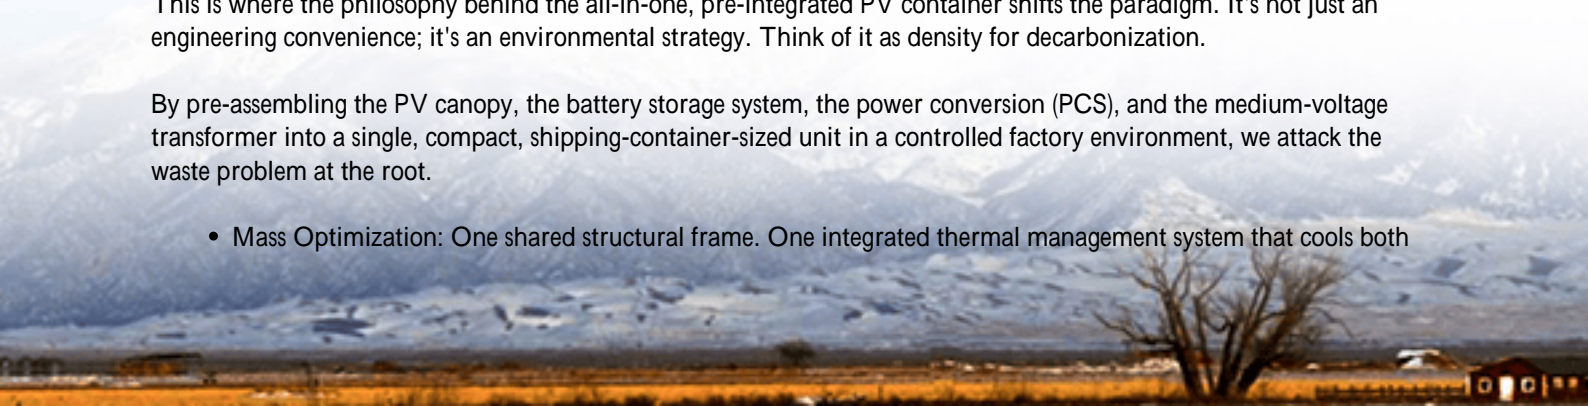 This is where the philosophy behind the all-in-one, pre-integrated PV container shifts the paradigm. It's not just an
engineering convenience; it's an environmental strategy. Think of it as density for decarbonization.
By pre-assembling the PV canopy, the battery storage system, the power conversion (PCS), and the medium-voltage
transformer into a single, compact, shipping-container-sized unit in a controlled factory environment, we attack the
waste problem at the root.
• Mass Optimization: One shared structural frame. One integrated thermal management system that cools both